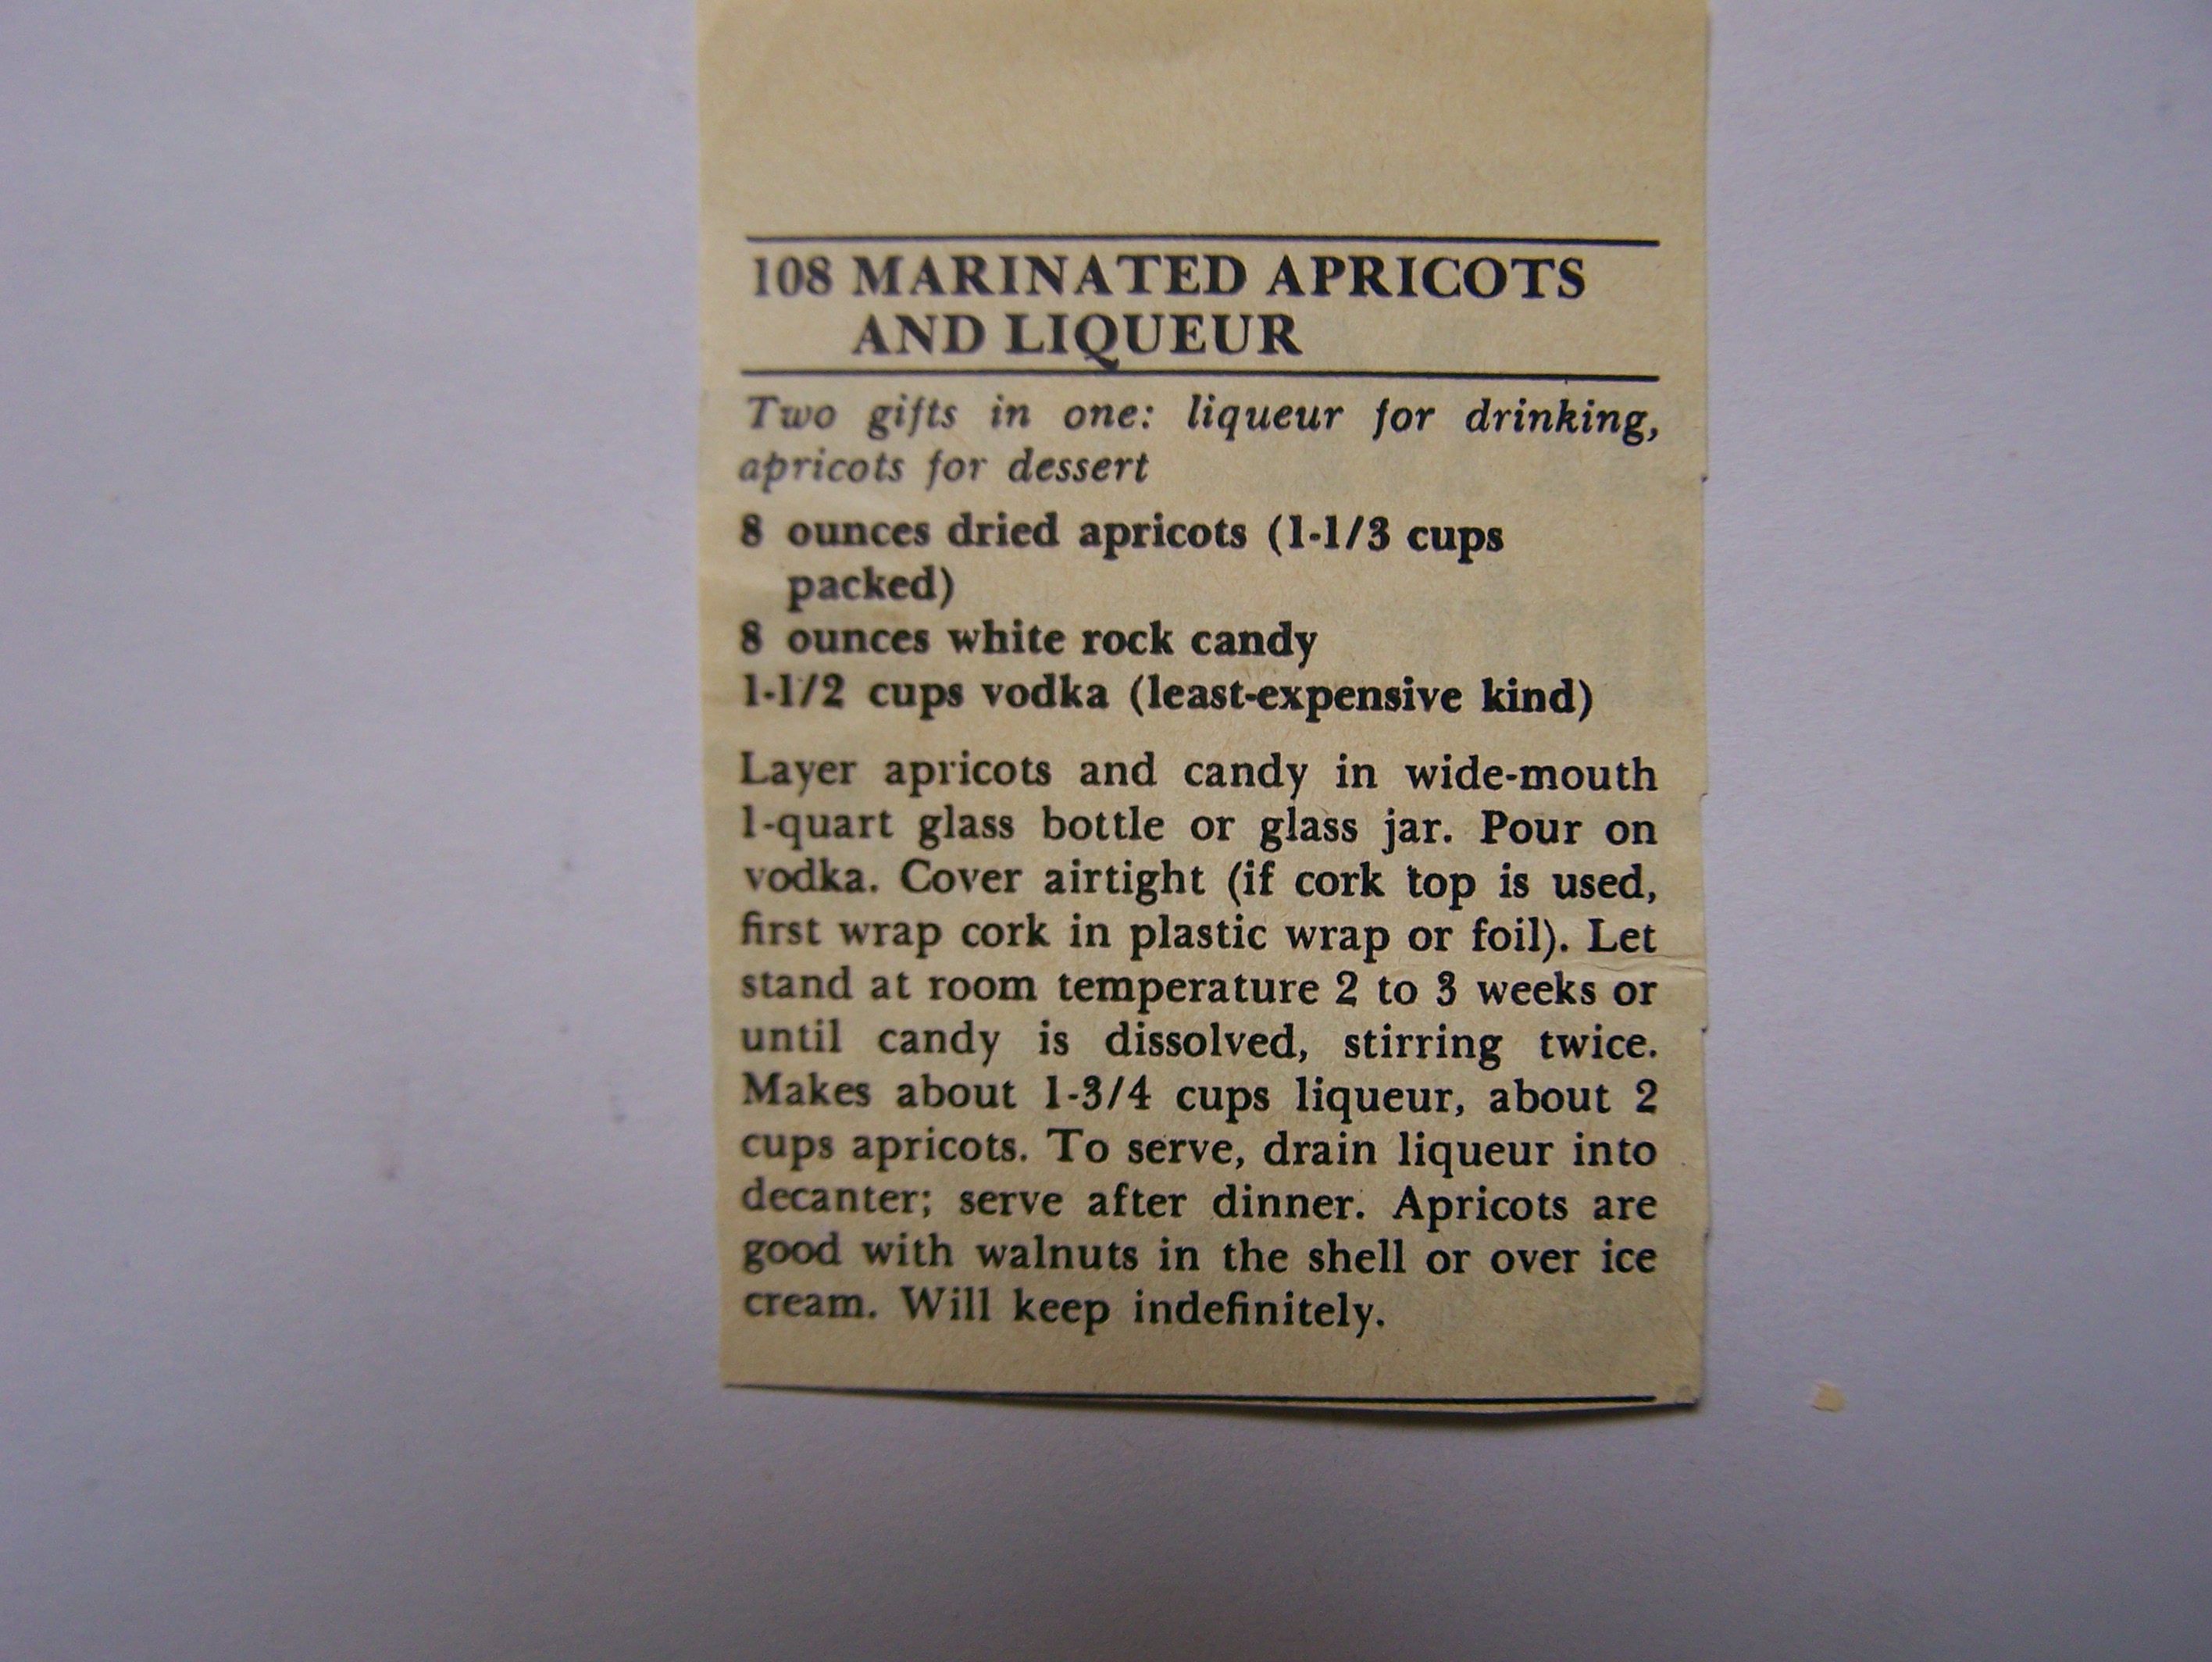 108 MARINATED APRICOTS
AND LIQUEUR
Two gifts in one: liqueur for drinking,
apricots for dessert
8 ounces dried apricots (1-1/3 cups
packed)
8 ounces white rock candy
1-1/2 cups vodka (least-expensive kind)
Layer apricots and candy in wide-mouth
1-quart glass bottle or glass jar. Pour on
vodka. Cover airtight (if cork top is used,
first wrap cork in plastic wrap or foil). Let
stand at room temperature 2 to 3 weeks or
until candy is dissolved, stirring twice.
Makes about 1-3/4 cups liqueur, about 2
cups apricots. To serve, drain liqueur into
decanter; serve after dinner. Apricots are
good with walnuts in the shell or over ice
cream. Will keep indefinitely.